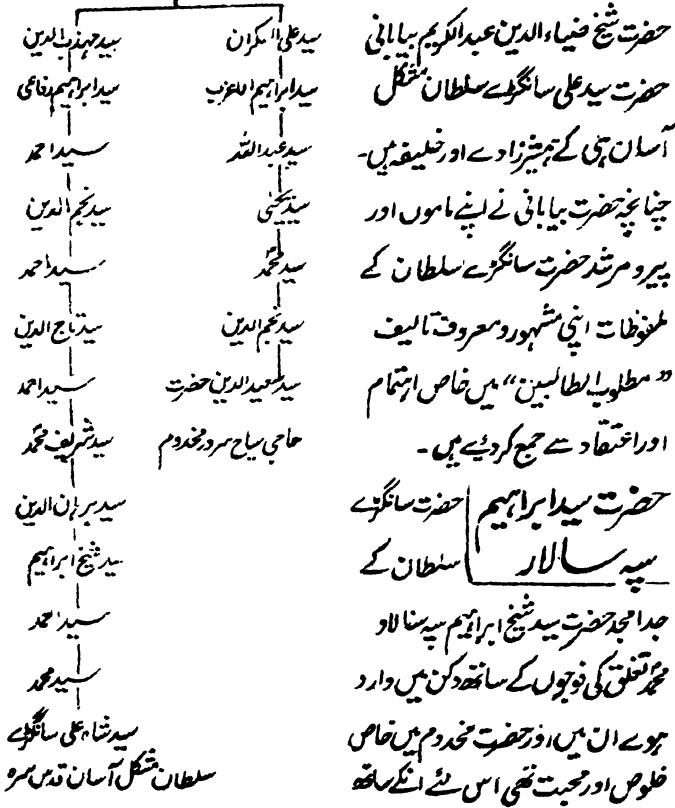 حضرت شیخ ضیاء الدین عبدالکریم بیابانی
حضرت سید علی سانگڑے سلطان مشکل
آسان ہی کے ہمشیرزادے اور خلیفہ ہیں۔
چنانچہ حضرت بیابانی نے اپنے ماموں اور
پیر و مرشد حضرت سانگڑے سلطان کے
ملفوظات اپنی مشہور و معروف تالیف
”مطلوب الطالبین“ میں خاص اہتمام
اور اعتقاد سے جمع کردئیے ہیں۔
حضرت سید ابراہیم
سپہ سالار
حضرت سانگڑے
سلطان کے
جد امجد حضرت سید شیخ ابراہیم سپہ سالار
محمد تغلق کی فوجوں کے ساتھ دکن میں وارد
ہوے ان میں اور حضرت مخدوم میں خاص
خلوص اور محبت تھی اس لئے انکے ساتھ
سید علی السکران
سید ابراہیم الاعزب
سید عبداللہ
سید یحیٰی
سید محمد
سید نجم الدین
سید سعید الدین حضرت
حاجی سیاح سرور مخدوم
سید مہذب الدین
سید ابراہیم رفاعی
سید احمد
سید نجم الدین
سید احمد
سید تاج الدین
سید احمد
سید شریف محمد
سید برہان الدین
سید شیخ ابراہیم
سید احمد
سید محمد
سید شاہ علی سانگڑے
سلطان مشکل آسان قدس سرہ